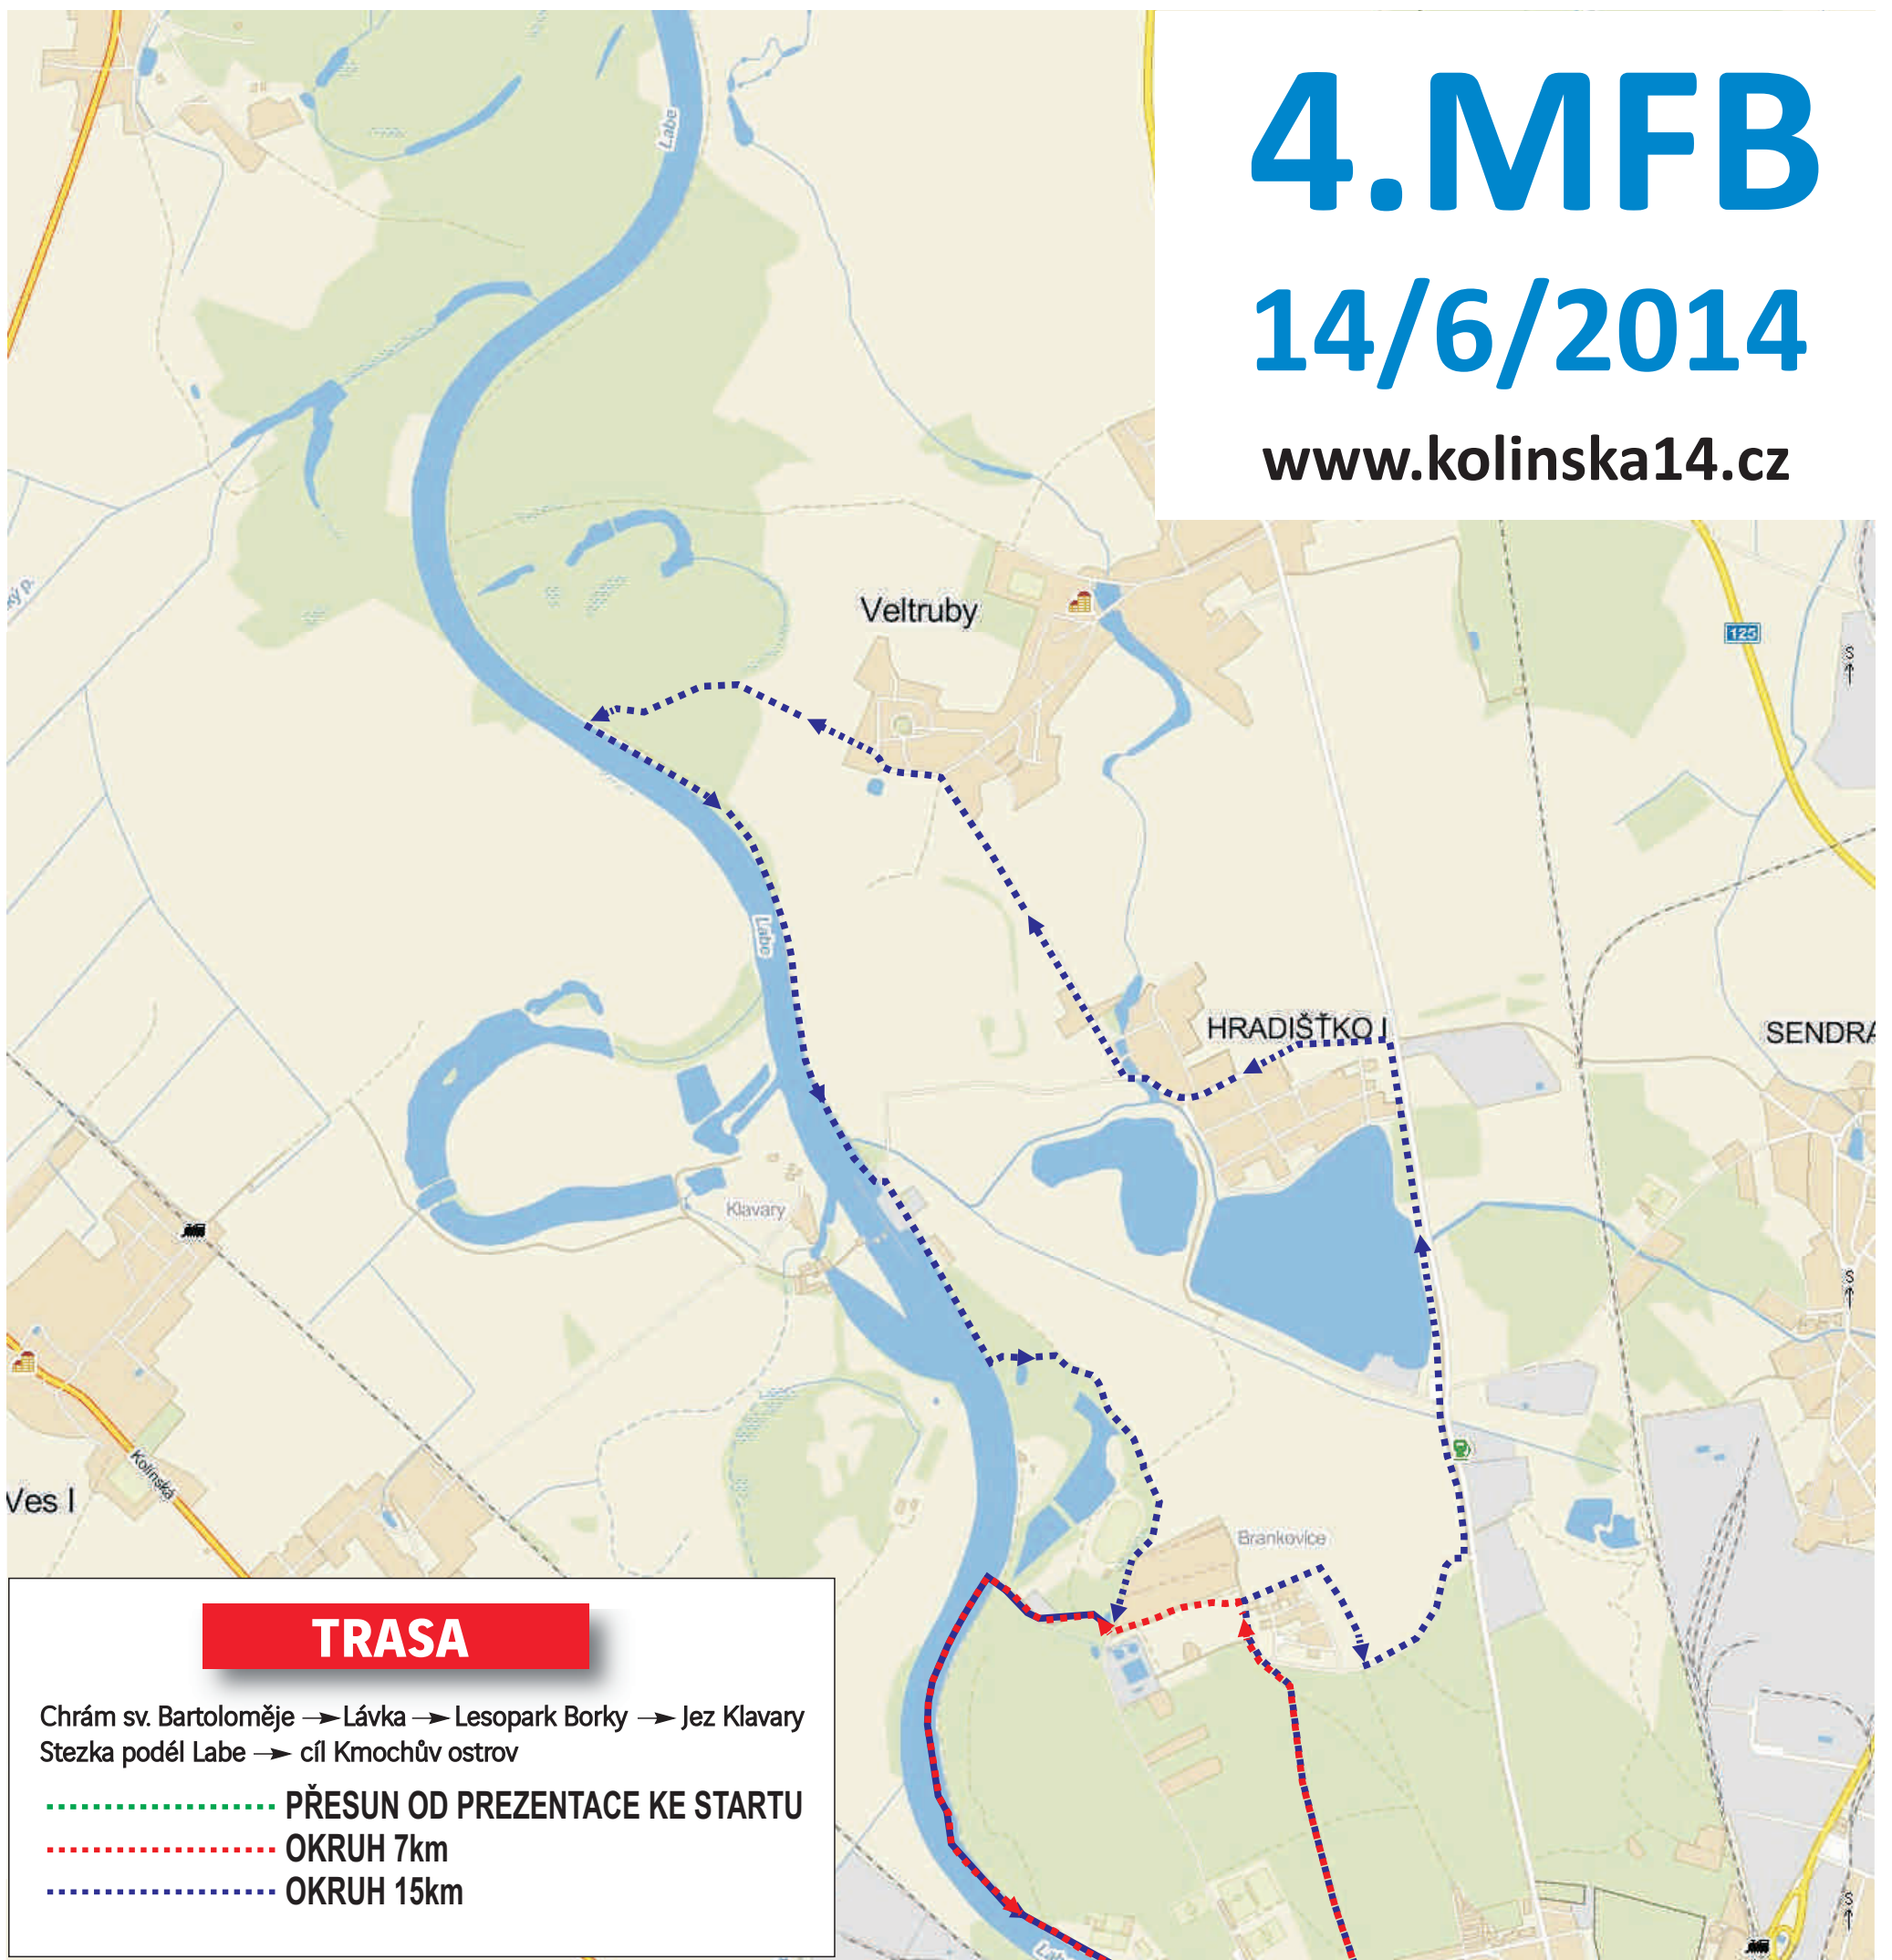 4.MFB
14/6/2014
www.kolinska14.cz
Labe
Veltruby
125
S
Labe
HRADIŠŤKO I
SENDRA
Klavary
S
Kolínská
Ves I
Brankovice
TRASA
Chrám sv. Bartoloměje → Lávka → Lesopark Borky → Jez Klavary
Stezka podél Labe → cíl Kmochův ostrov
PŘESUN OD PREZENTACE KE STARTU
OKRUH 7km
OKRUH 15km
S
Labe